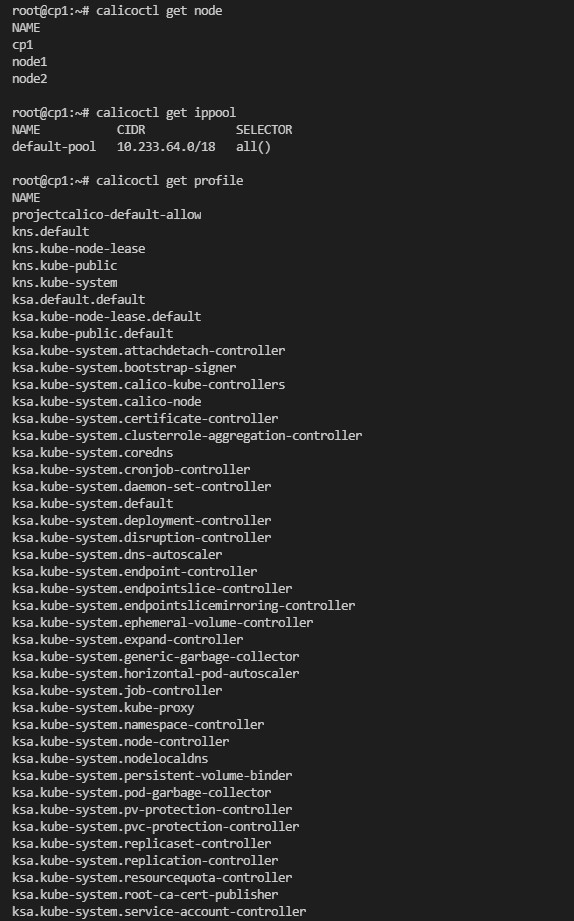 root@cp1:~# calicoctl get node
NAME
cp1
node1
node2
root@cp1:~# calicoctl get ippool
NAME CIDR SELECTOR
default-pool 10.233.64.0/18 all()
root@cp1:~# calicoctl get profile
NAME
projectcalico-default-allow
kns.default
kns.kube-node-lease
kns.kube-public
kns.kube-system
ksa.default.default
ksa.kube-node-lease.default
ksa.kube-public.default
ksa.kube-system.attachdetach-controller
ksa.kube-system.bootstrap-signer
ksa.kube-system.calico-kube-controllers
ksa.kube-system.calico-node
ksa.kube-system.certificate-controller
ksa.kube-system.clusterrole-aggregation-controller
ksa.kube-system.coredns
ksa.kube-system.cronjob-controller
ksa.kube-system.daemon-set-controller
ksa.kube-system.default
ksa.kube-system.deployment-controller
ksa.kube-system.disruption-controller
ksa.kube-system.dns-autoscaler
ksa.kube-system.endpoint-controller
ksa.kube-system.endpointslice-controller
ksa.kube-system.endpointslicemirroring-controller
ksa.kube-system.ephemeral-volume-controller
ksa.kube-system.expand-controller
ksa.kube-system.generic-garbage-collector
ksa.kube-system.horizontal-pod-autoscaler
ksa.kube-system.job-controller
ksa.kube-system.kube-proxy
ksa.kube-system.namespace-controller
ksa.kube-system.node-controller
ksa.kube-system.nodelocaldns
ksa.kube-system.persistent-volume-binder
ksa.kube-system.pod-garbage-collector
ksa.kube-system.pv-protection-controller
ksa.kube-system.pvc-protection-controller
ksa.kube-system.replicaset-controller
ksa.kube-system.replication-controller
ksa.kube-system.resourcequota-controller
ksa.kube-system.root-ca-cert-publisher
ksa.kube-system.service-account-controller